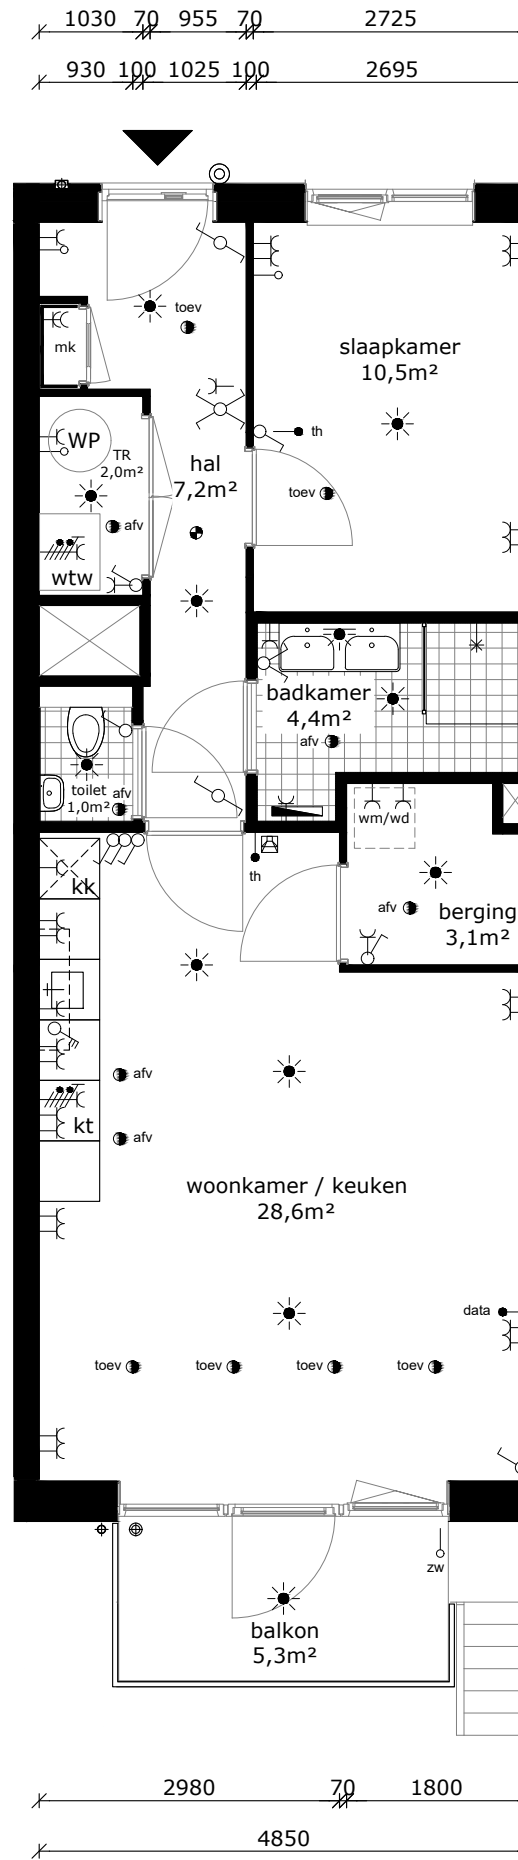 1030 70 955 70 2725
930 100 1025 100 2695
toev
mk
slaapkamer
10,5m²
WP
TR
2,0m²
hal
7,2m²
th
toev
afv
wtw
badkamer
4,4m²
afv
toilet
1,0m²
afv
wm/wd
kk
th
afv
berging
3,1m²
afv
kt
afv
woonkamer / keuken
28,6m²
data
toev toev toev toev
zw
balkon
5,3m²
2980 70 1800
4850